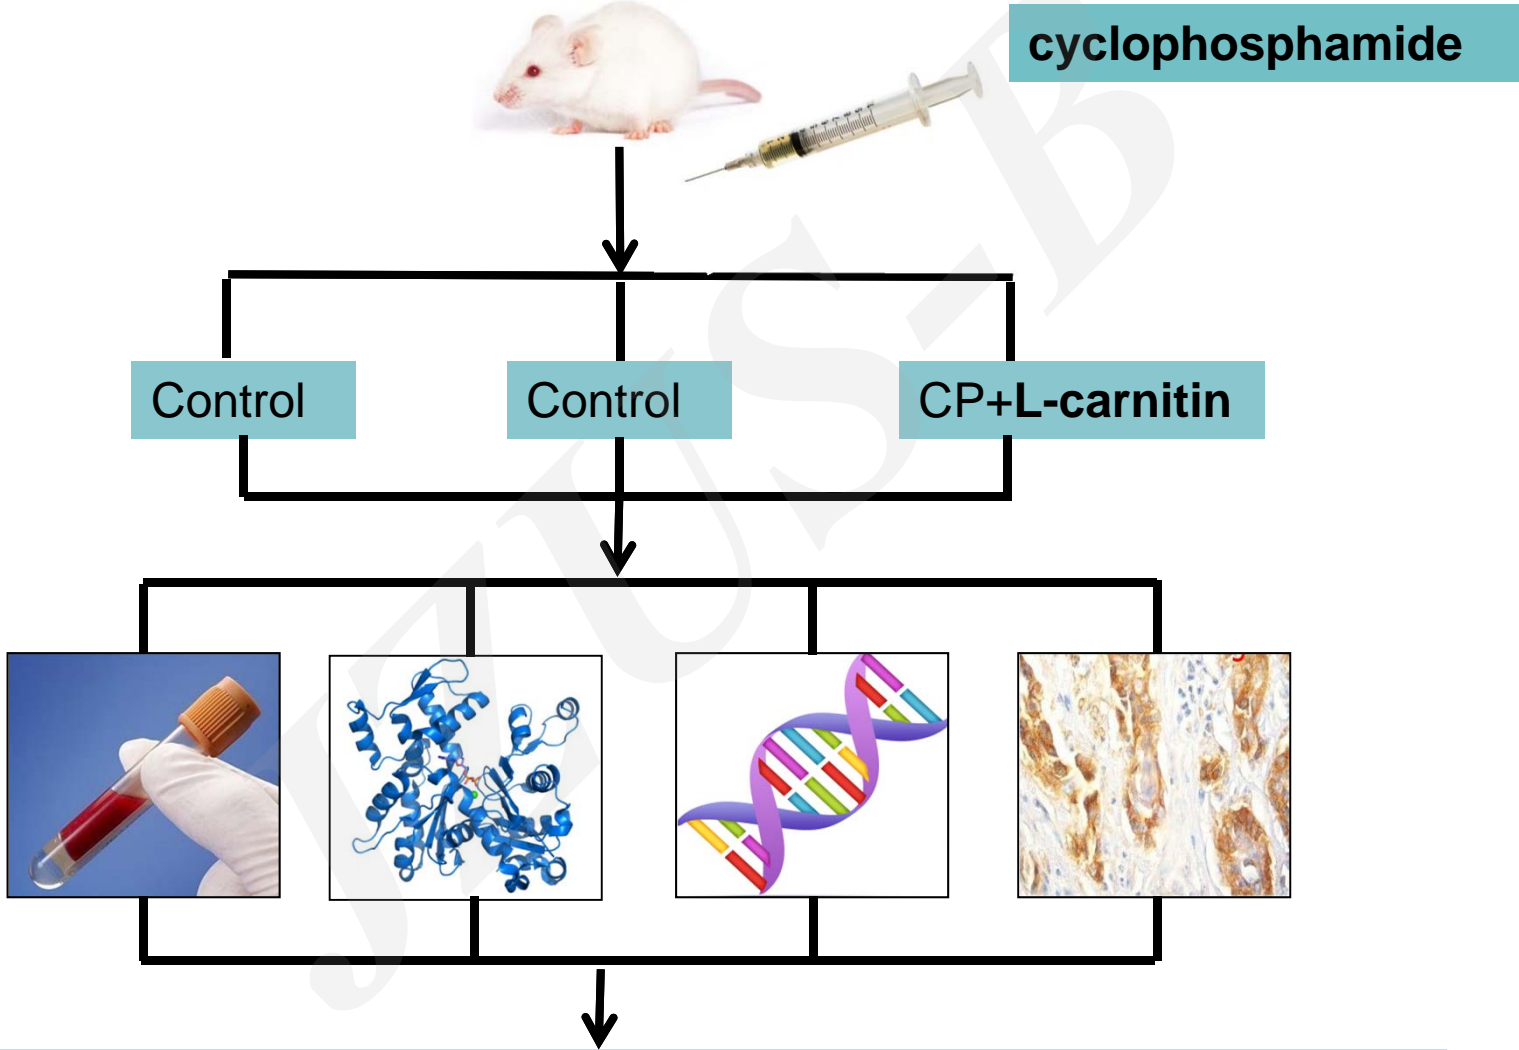 cyclophosphamide
Control
Control
CP+L-carnitin
JZUS-B